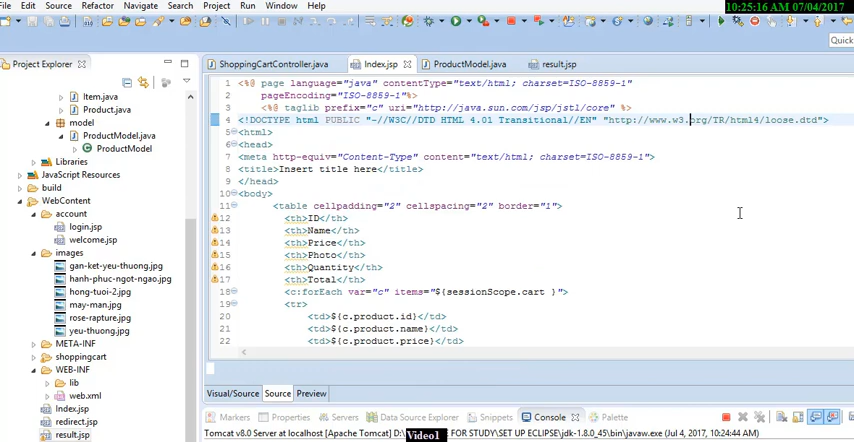 File Edit Source Refactor Navigate Search Project Run Window Help
10:25:16 AM 07/04/2017
Quick
Project Explorer
ShoppingCartController.java Index.jsp ProductModel.java result.jsp
Item.java
Product.java
model
ProductModel.java
ProductModel
Libraries
JavaScript Resources
build
WebContent
account
login.jsp
welcome.jsp
images
gan-ket-yeu-thuong.jpg
hanh-phuc-ngot-ngao.jpg
hong-tuoi-2.jpg
may-man.jpg
rose-rapture.jpg
yeu-thuong.jpg
META-INF
shoppingcart
WEB-INF
lib
web.xml
Index.jsp
redirect.jsp
result.jsp
1 <%@ page language="java" contentType="text/html; charset=ISO-8859-1"
2 pageEncoding="ISO-8859-1"%>
3 <%@ taglib prefix="c" uri="http://java.sun.com/jsp/jstl/core" %>
4 <!DOCTYPE html PUBLIC "-//W3C//DTD HTML 4.01 Transitional//EN" "http://www.w3.org/TR/html4/loose.dtd">
5 <html>
6 <head>
7 <meta http-equiv="Content-Type" content="text/html; charset=ISO-8859-1">
8 <title>Insert title here</title>
9 </head>
10 <body>
11 <table cellpadding="2" cellspacing="2" border="1">
12 <th>ID</th>
13 <th>Name</th>
14 <th>Price</th>
15 <th>Photo</th>
16 <th>Quantity</th>
17 <th>Total</th>
18 <c:forEach var="c" items="${sessionScope.cart }">
19 <tr>
20 <td>${c.product.id}</td>
21 <td>${c.product.name}</td>
22 <td>${c.product.price}</td>
Visual/Source Source Preview
Markers Properties Servers Data Source Explorer Snippets Console Palette
Tomcat v8.0 Server at localhost [Apache Tomcat] D:\ E FOR STUDY\SET UP ECLIPSE\jdk-1.8.0_45\bin\javaw.exe (Jul 4, 2017, 10:24:44 AM)
Video1